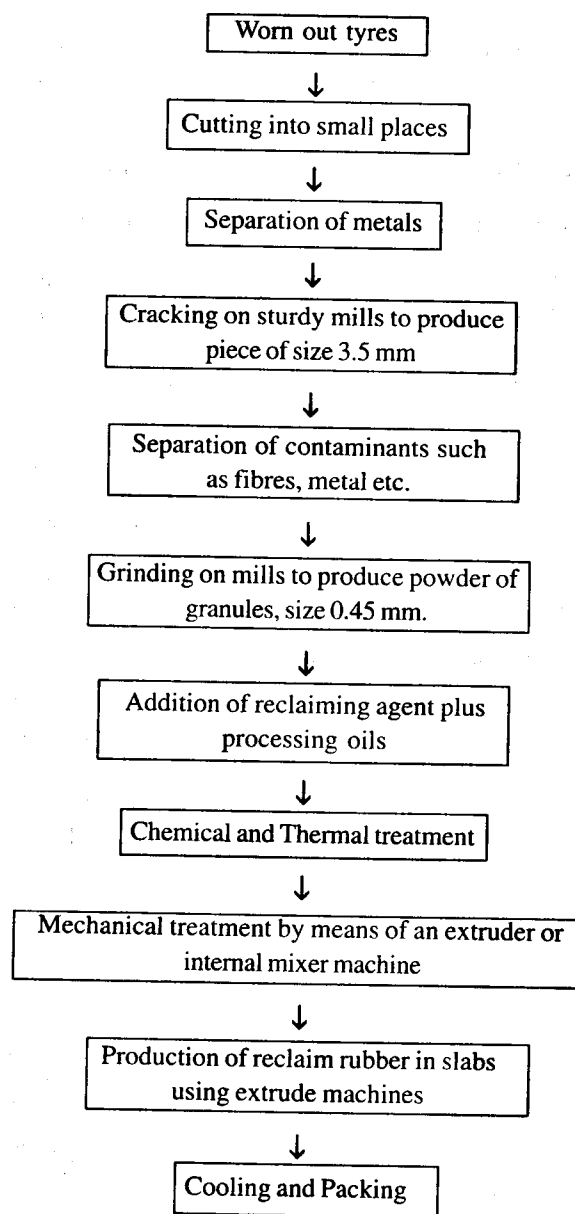 Worn out tyres
Cutting into small places
Separation of metals
Cracking on sturdy mills to produce
piece of size 3.5 mm
Separation of contaminants such
as fibres, metal etc.
Grinding on mills to produce powder of
granules, size 0.45 mm.
Addition of reclaiming agent plus
processing oils
Chemical and Thermal treatment
Mechanical treatment by means of an extruder or
internal mixer machine
Production of reclaim rubber in slabs
using extrude machines
Cooling and Packing